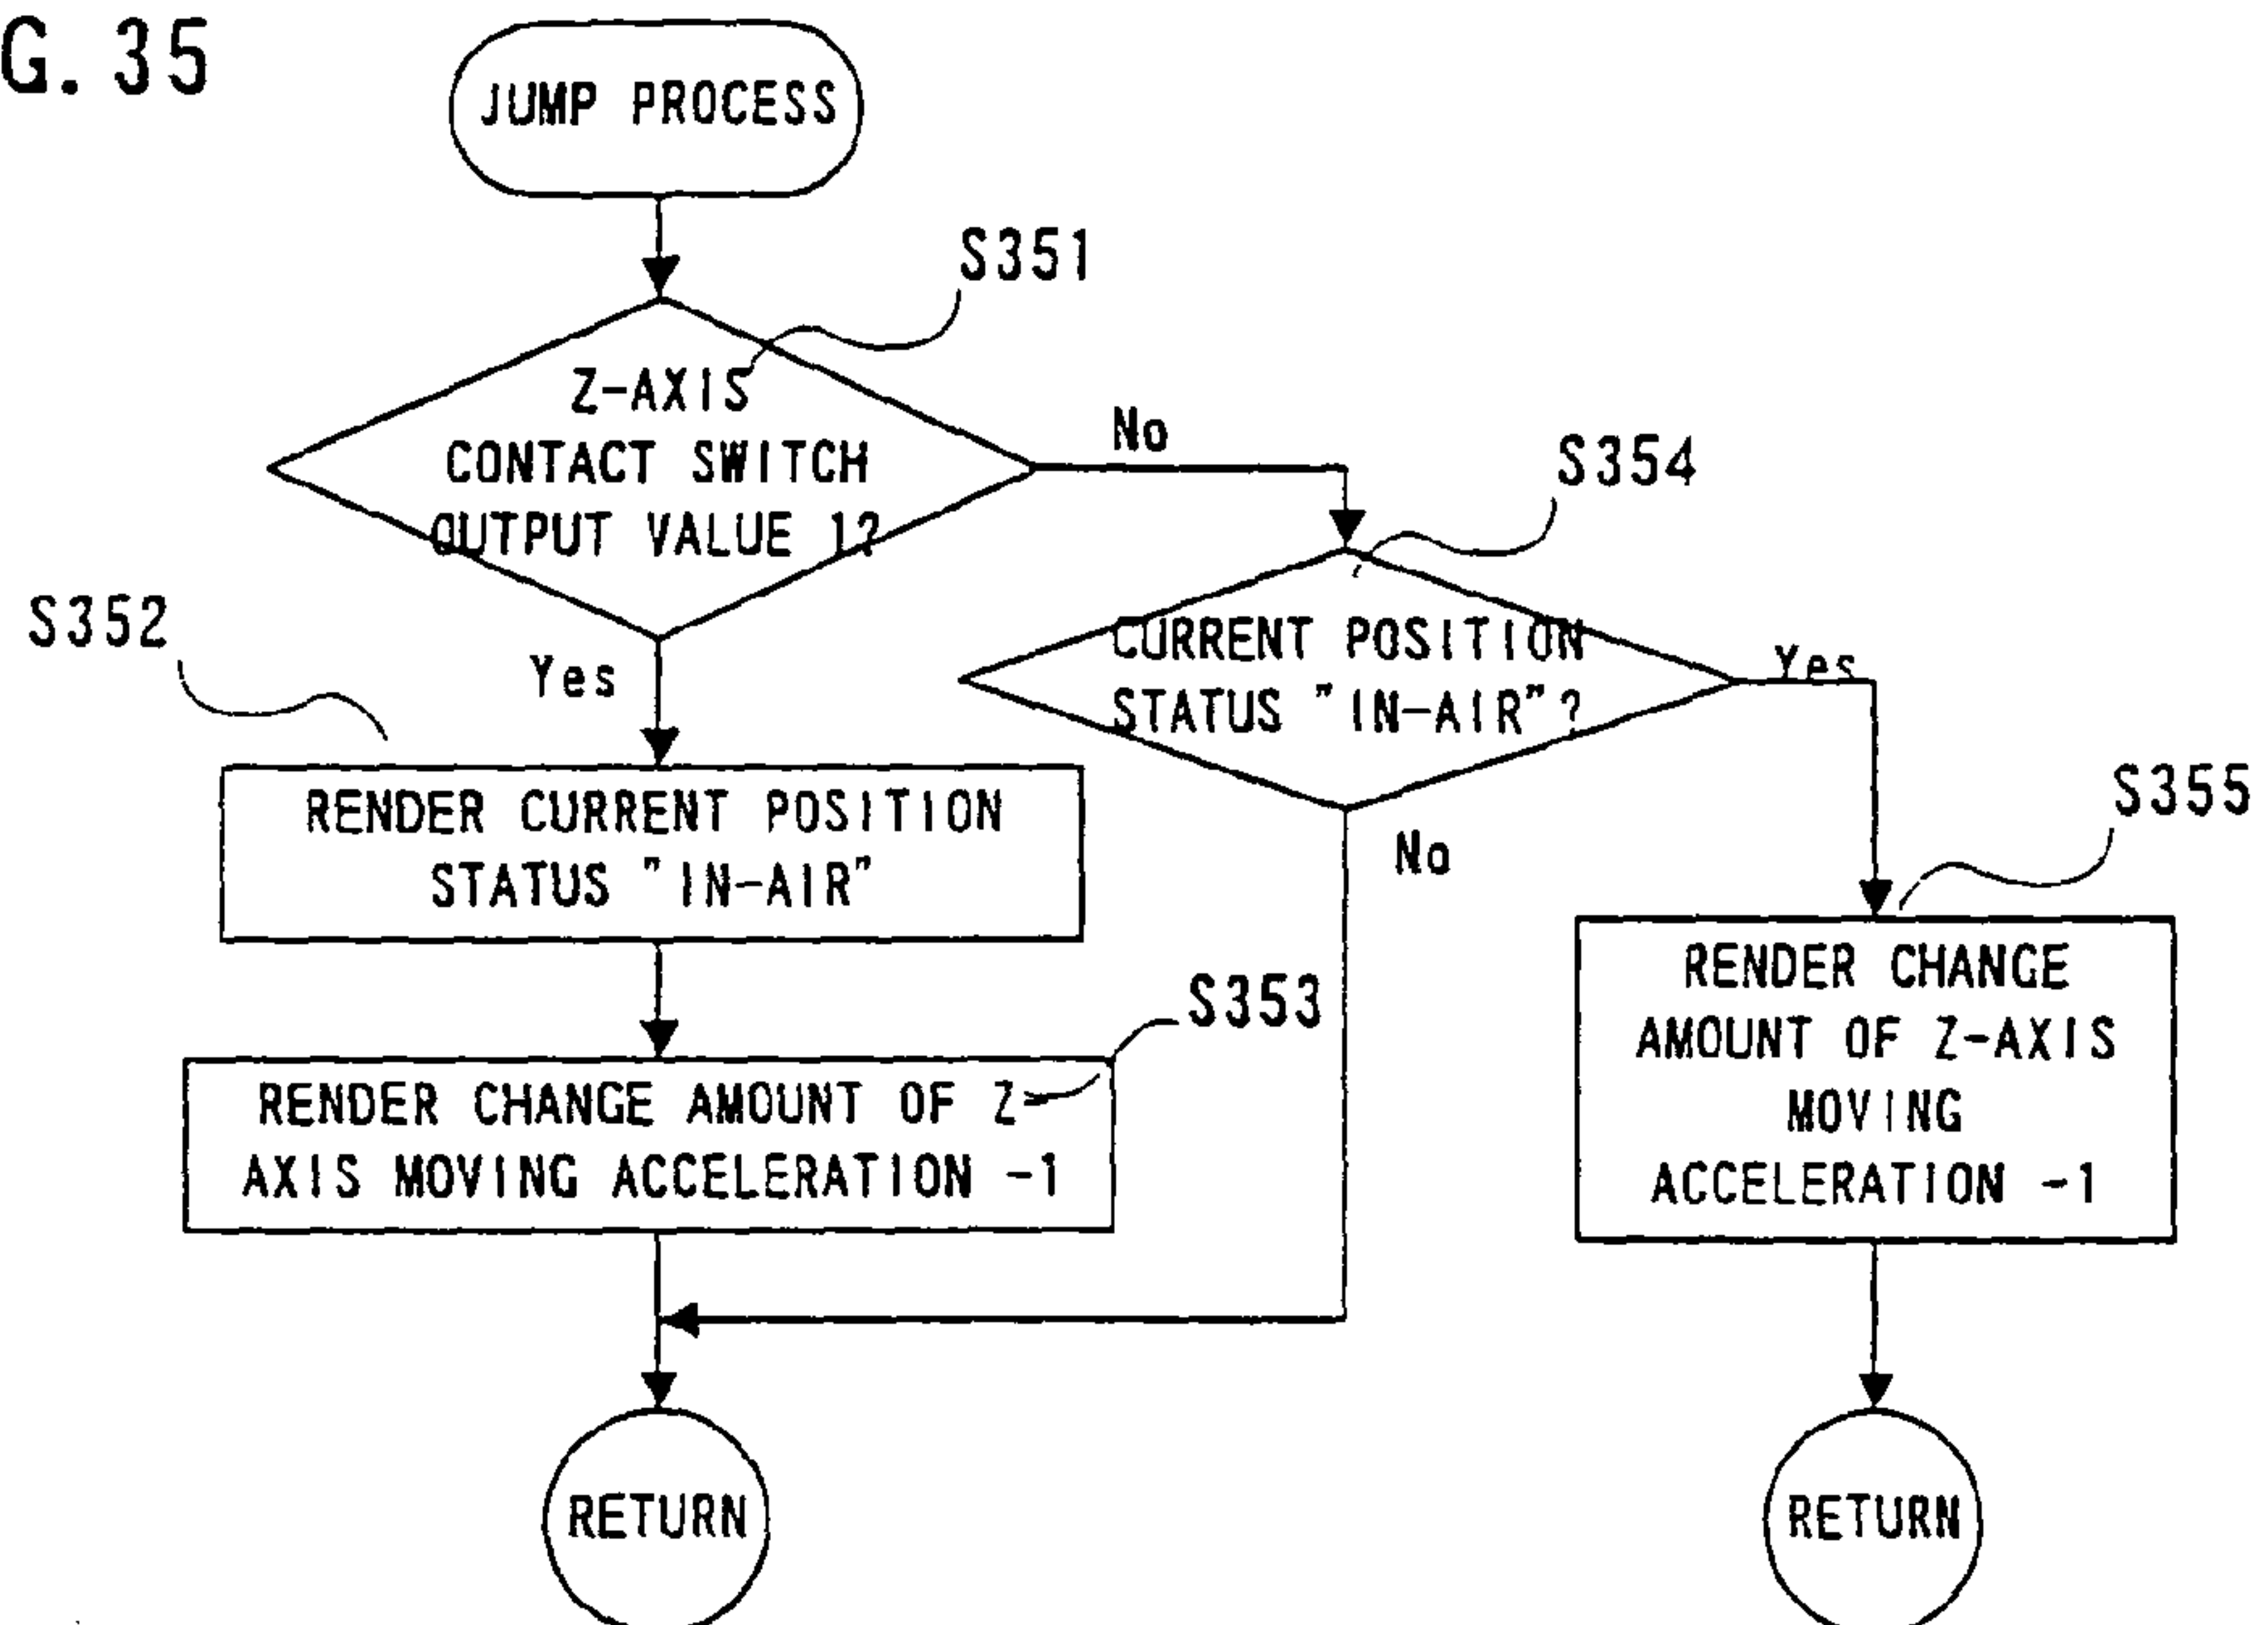 G. 35
JUMP PROCESS
S351
Z-AXIS
CONTACT SWITCH
OUTPUT VALUE 1?
No
S354
S352
Yes
CURRENT POSITION
STATUS "IN-AIR"?
Yes
No
RENDER CURRENT POSITION
STATUS "IN-AIR"
S355
S353
RENDER CHANGE AMOUNT OF Z-
AXIS MOVING ACCELERATION -1
RENDER CHANGE
AMOUNT OF Z-AXIS
MOVING
ACCELERATION -1
RETURN
RETURN